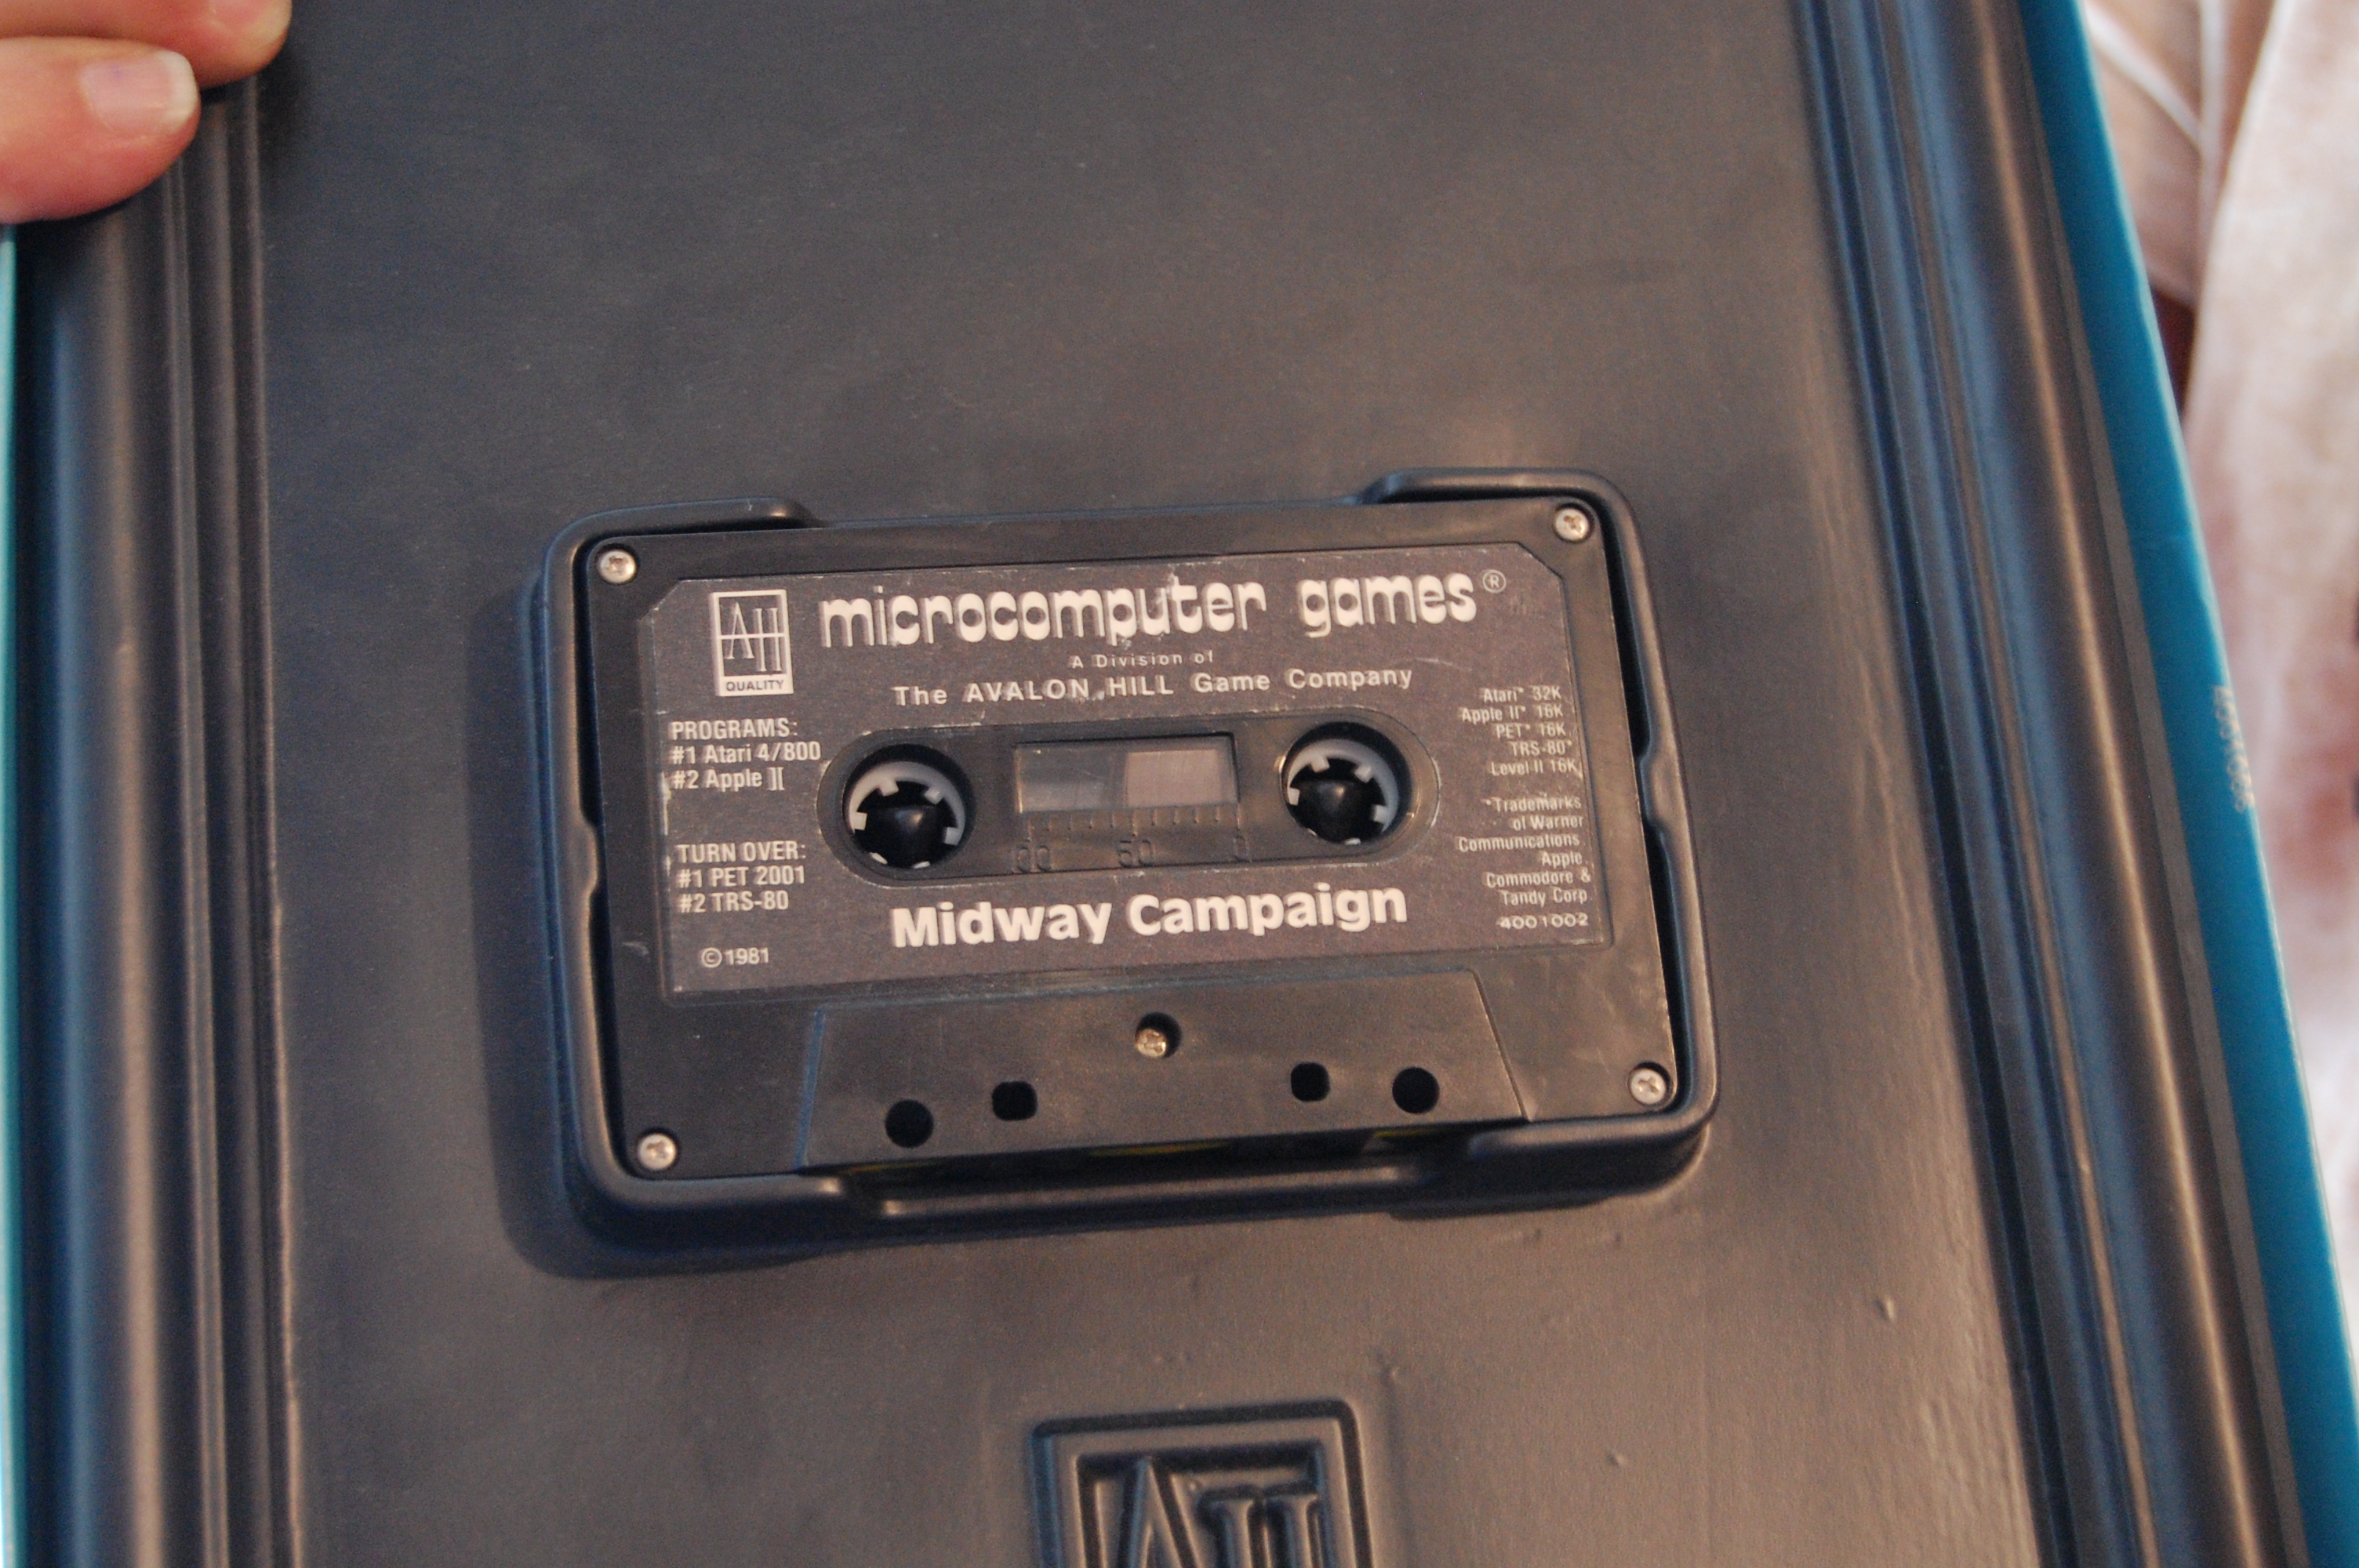 AH
QUALITY
microcomputer games®
A Division of
The AVALON HILL Game Company
PROGRAMS:
#1 Atari 4/800
#2 Apple ][
TURN OVER:
#1 PET 2001
#2 TRS-80
©1981
Atari* 32K
Apple II* 16K
PET* 16K
TRS-80*
Level II 16K
*Trademarks
of Warner
Communications,
Apple,
Commodore &
Tandy Corp
4001002
50 0
Midway Campaign
AH